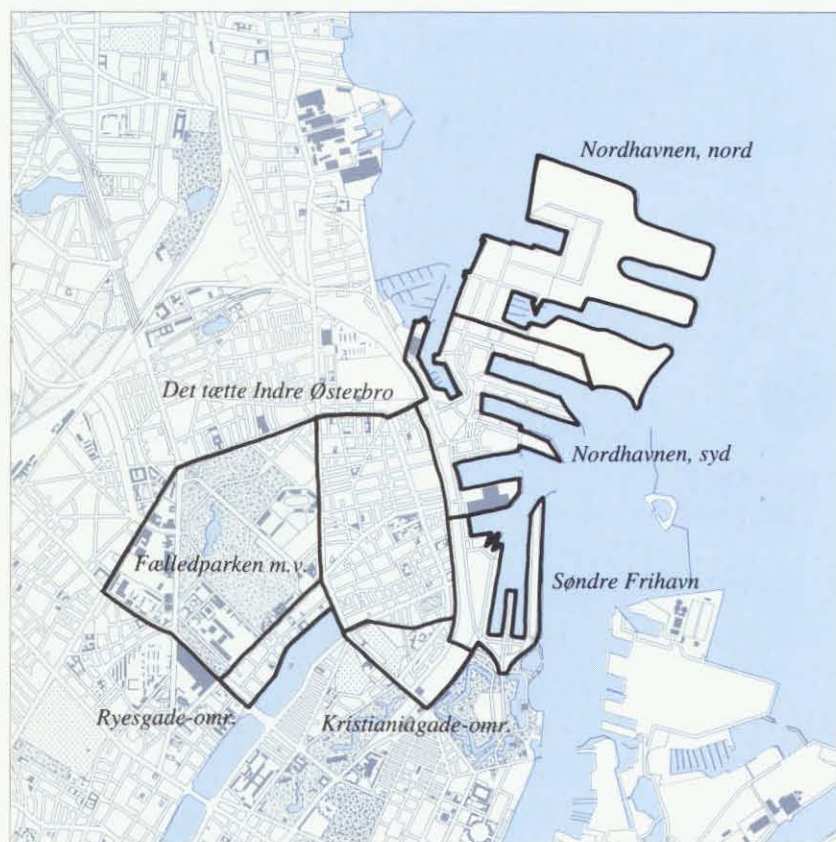 Nordhavnen, nord
Det tætte Indre Østerbro
Nordhavnen, syd
Fælledparken m.v.
Søndre Frihavn
Ryesgade-omr.
Kristianiagade-omr.